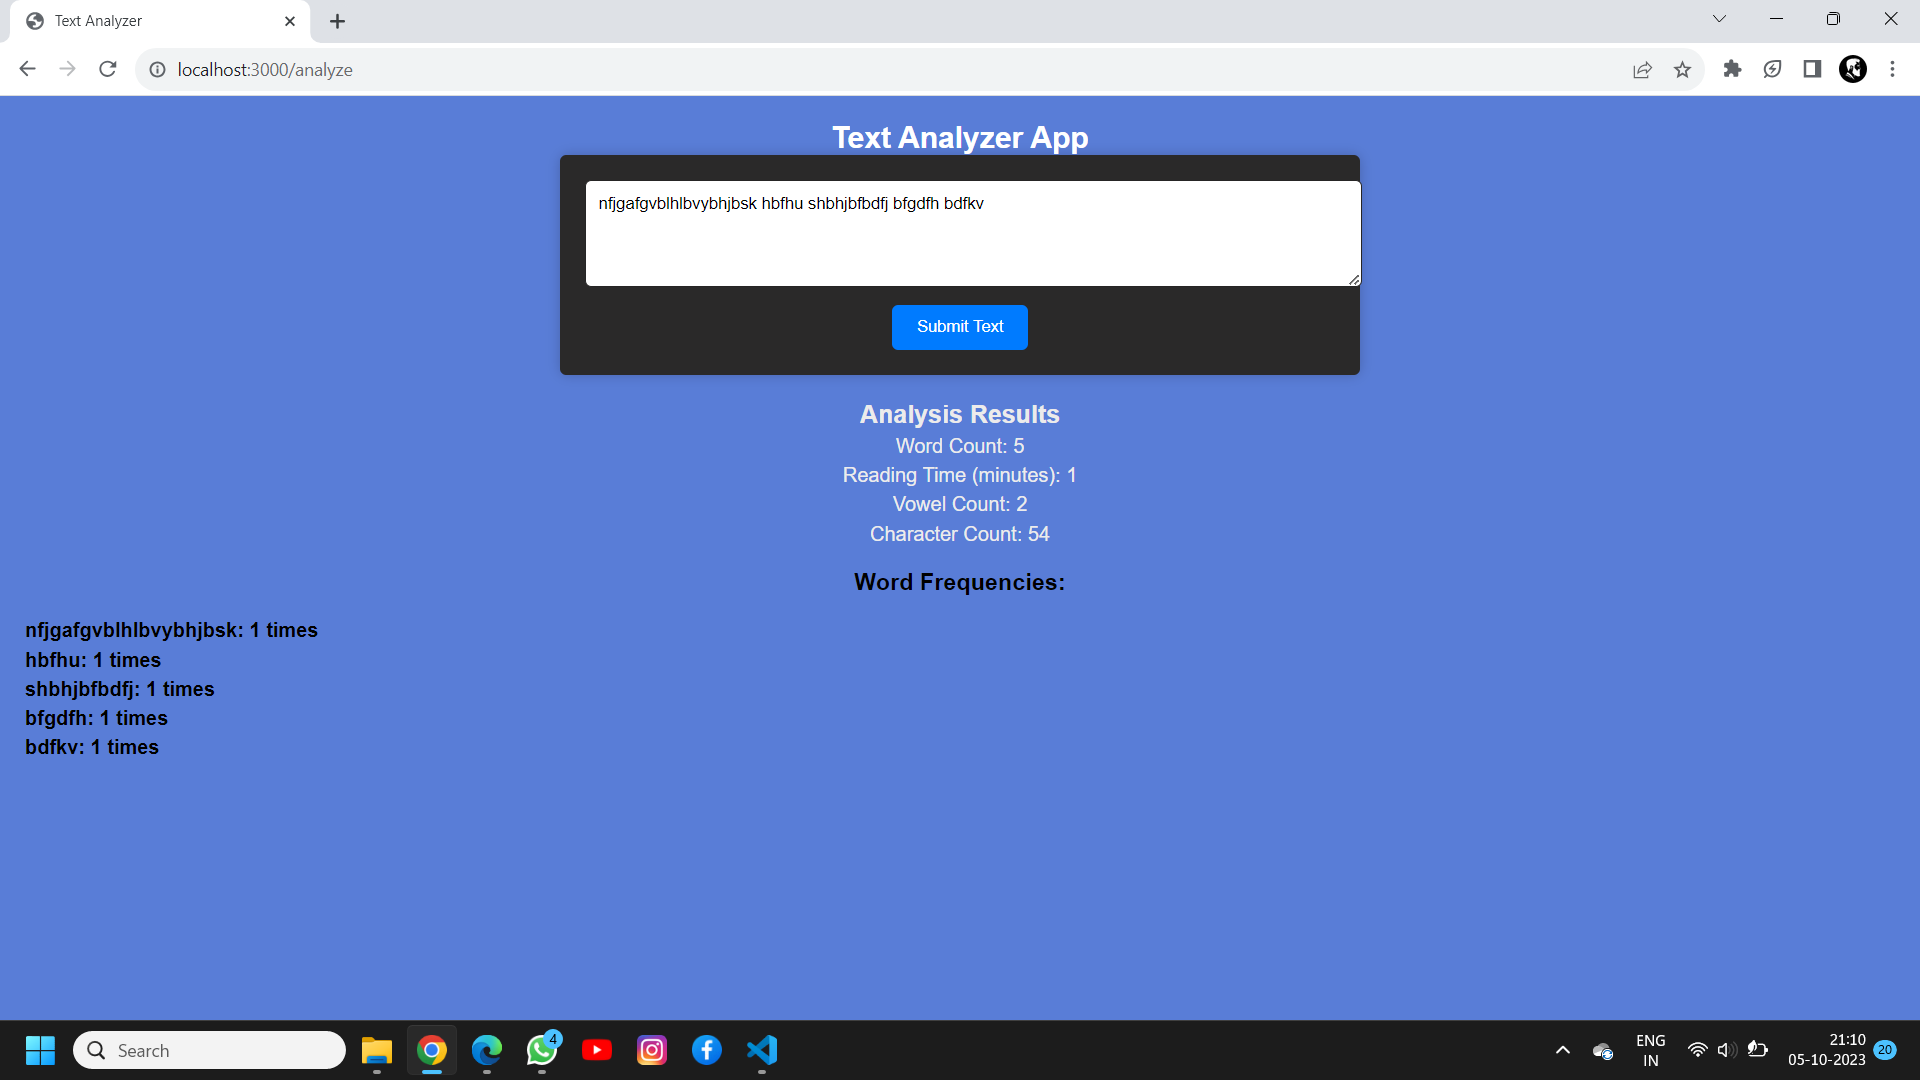 Text Analyzer
localhost:3000/analyze
Text Analyzer App
nfjgafgvblhlbvybhjbsk hbfhu shbhjbfbdfj bfgdfh bdfkv
Submit Text
Analysis Results
Word Count: 5
Reading Time (minutes): 1
Vowel Count: 2
Character Count: 54
Word Frequencies:
nfjgafgvblhlbvybhjbsk: 1 times
hbfhu: 1 times
shbhjbfbdfj: 1 times
bfgdfh: 1 times
bdfkv: 1 times
Search
4
ENG
IN
21:10
05-10-2023
20